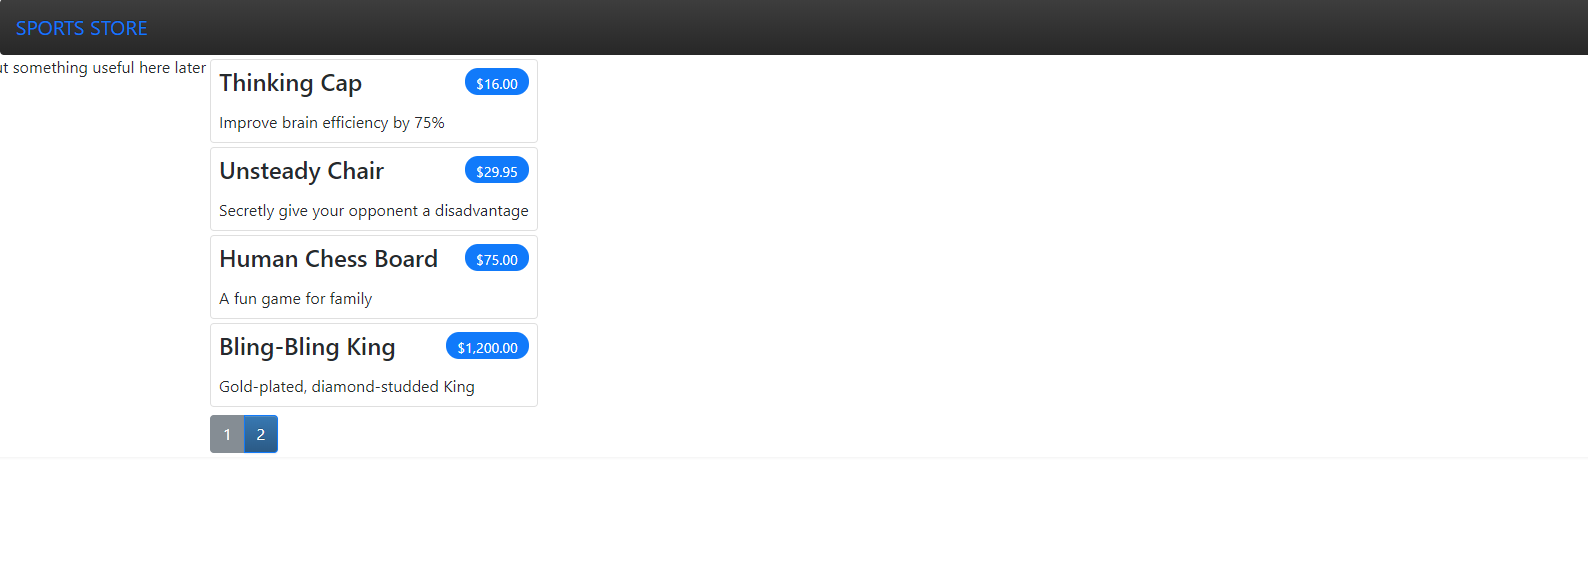 SPORTS STORE
something useful here later
Thinking Cap
$16.00
Improve brain efficiency by 75%
Unsteady Chair
$29.95
Secretly give your opponent a disadvantage
Human Chess Board
$75.00
A fun game for family
Bling-Bling King
$1,200.00
Gold-plated, diamond-studded King
1 2